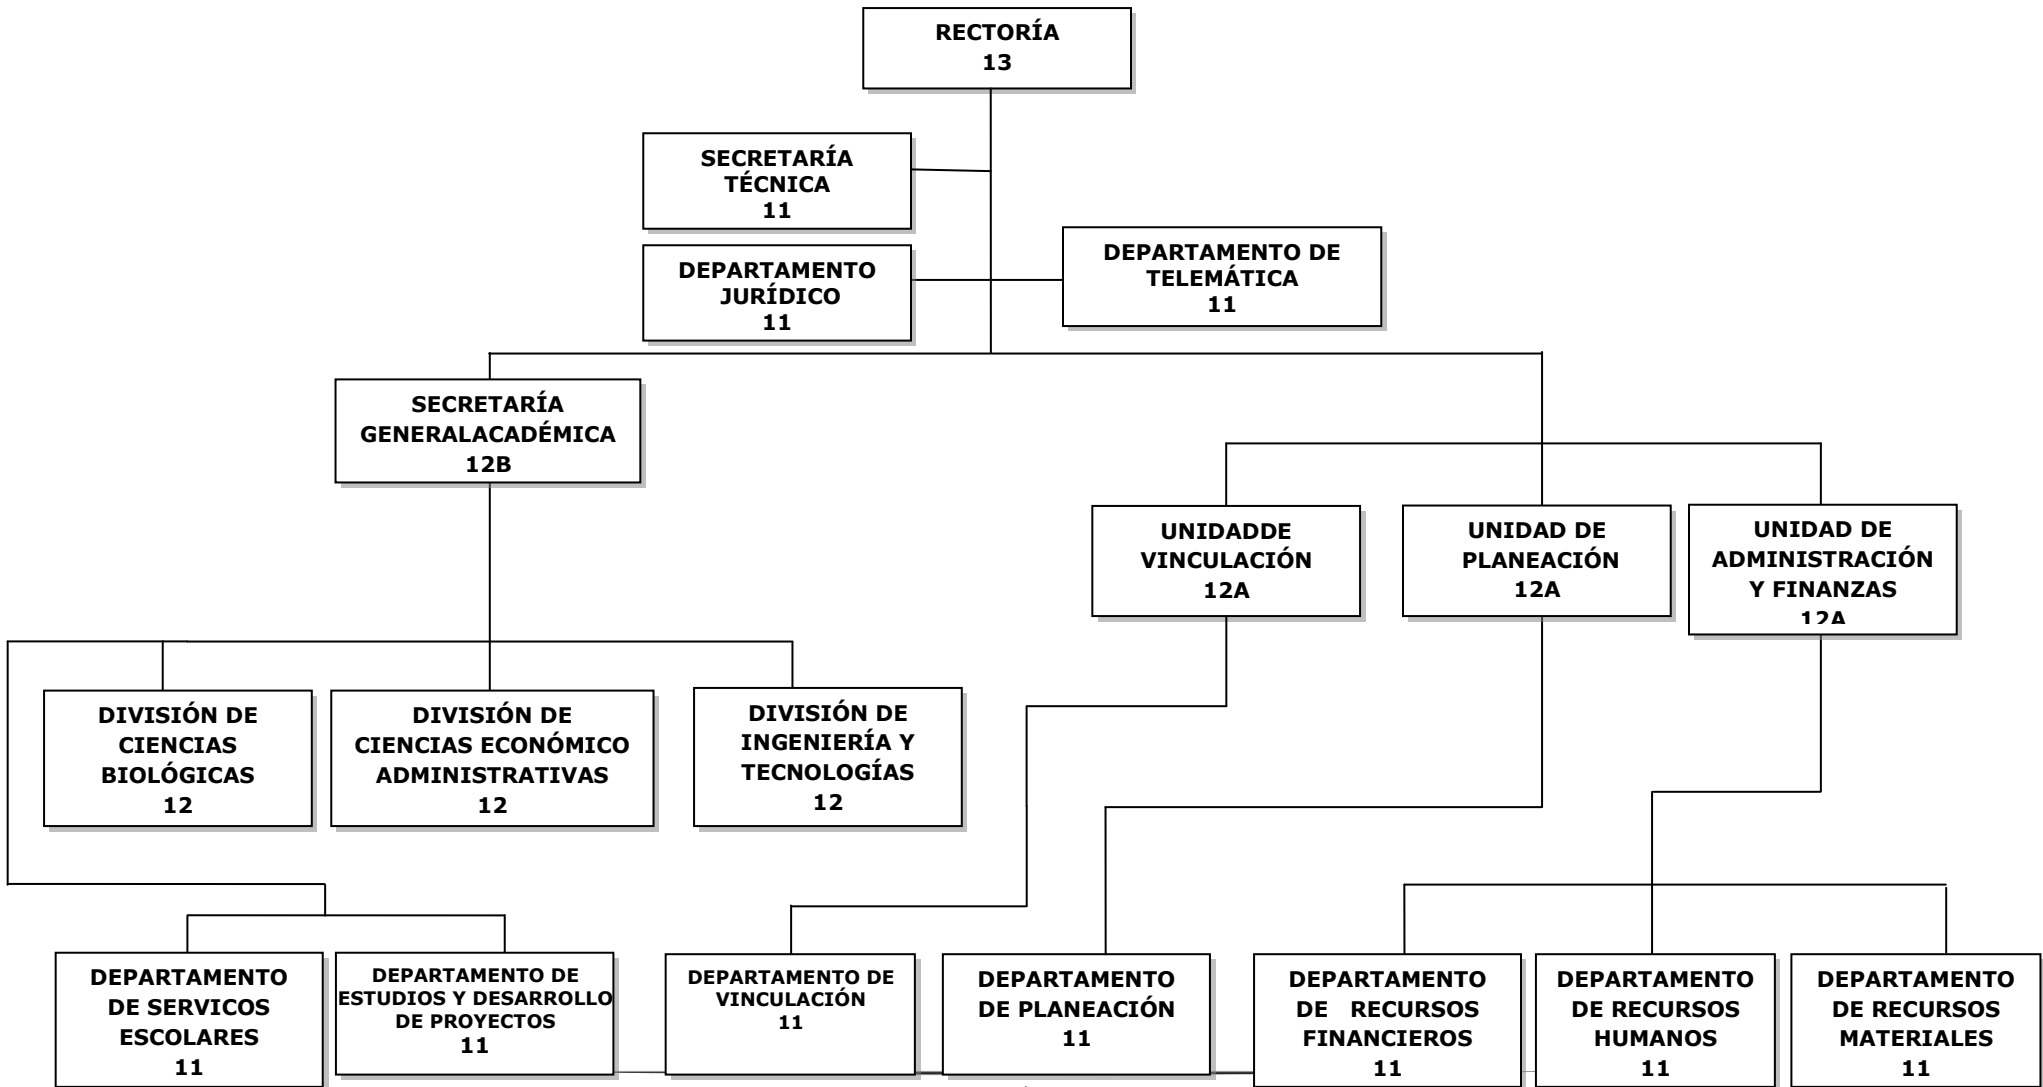 RECTORÍA
13
SECRETARÍA
TÉCNICA
11
DEPARTAMENTO
JURÍDICO
11
DEPARTAMENTO DE
TELEMÁTICA
11
SECRETARÍA
GENERALACADÉMICA
12B
UNIDADDE
VINCULACIÓN
12A
UNIDAD DE
PLANEACIÓN
12A
UNIDAD DE
ADMINISTRACIÓN
Y FINANZAS
12A
DIVISIÓN DE
CIENCIAS
BIOLÓGICAS
12
DIVISIÓN DE
CIENCIAS ECONÓMICO
ADMINISTRATIVAS
12
DIVISIÓN DE
INGENIERÍA Y
TECNOLOGÍAS
12
DEPARTAMENTO
DE SERVICOS
ESCOLARES
11
DEPARTAMENTO DE
ESTUDIOS Y DESARROLLO
DE PROYECTOS
11
DEPARTAMENTO DE
VINCULACIÓN
11
DEPARTAMENTO
DE PLANEACIÓN
11
DEPARTAMENTO
DE RECURSOS
FINANCIEROS
11
DEPARTAMENTO
DE RECURSOS
HUMANOS
11
DEPARTAMENTO
DE RECURSOS
MATERIALES
11